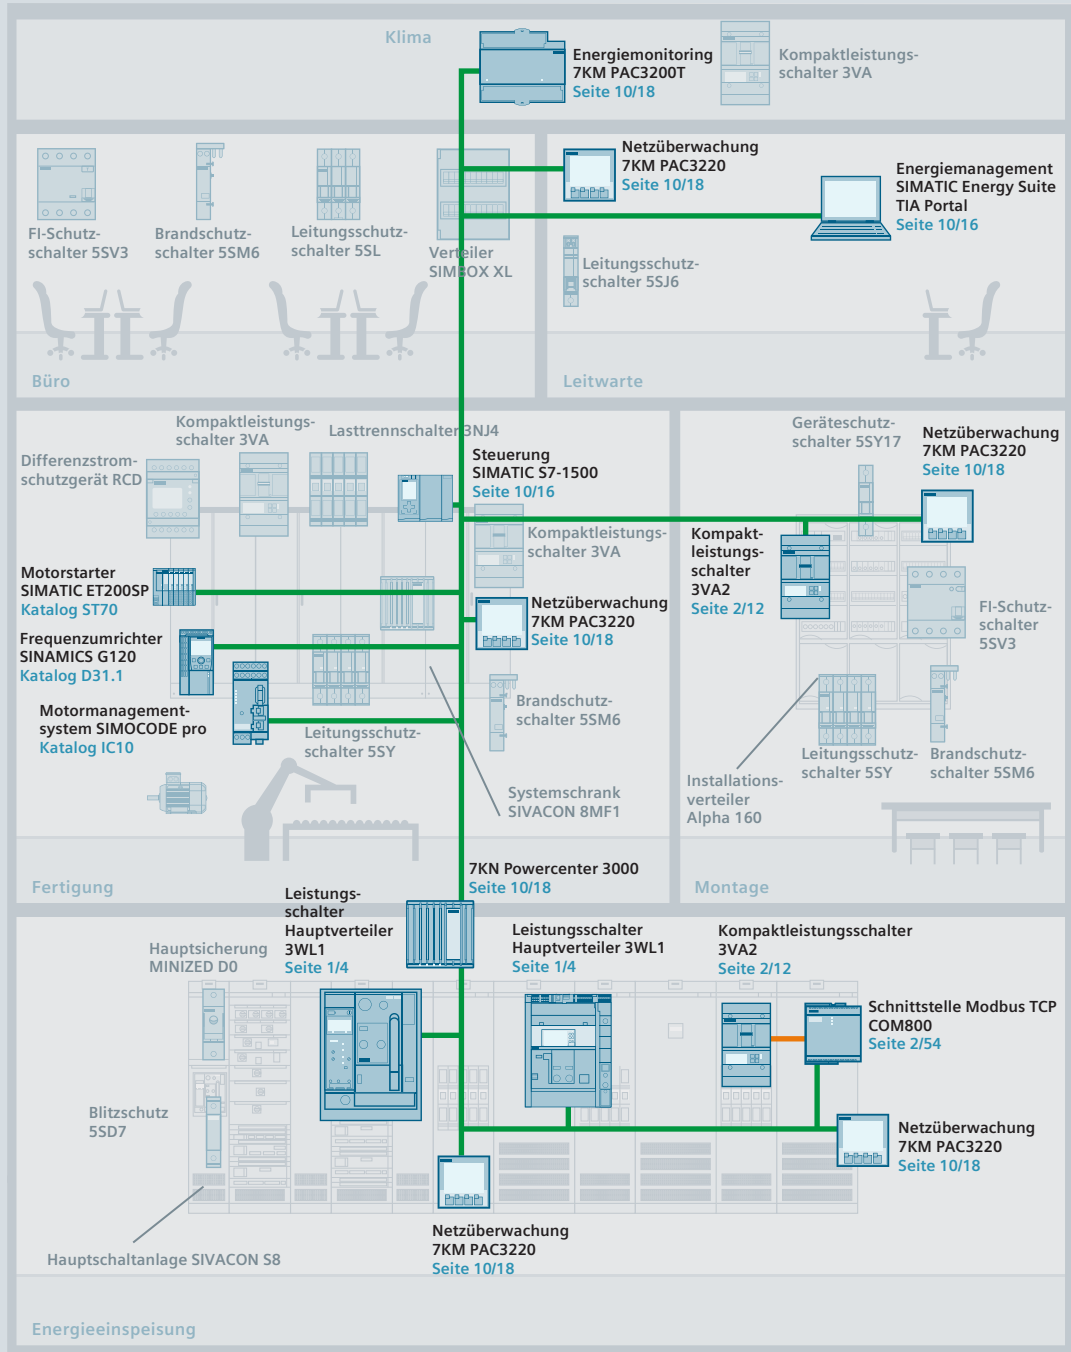 Klima
Energiemonitoring
7KM PAC3200T
Seite 10/18
Kompaktleistungs-
schalter 3VA
FI-Schutz-
schalter 5SV3
Brandschutz-
schalter 5SM6
Leitungsschutz-
schalter 5SL
Verteiler
SIMBOX XL
Büro
Netzüberwachung
7KM PAC3220
Seite 10/18
Energiemanagement
SIMATIC Energy Suite
TIA Portal
Seite 10/16
Leitungsschutz-
schalter 5SJ6
Leitwarte
Differenzstrom-
schutzgerät RCD
Kompaktleistungs-
schalter 3VA
Lasttrennschalter 3NJ4
Steuerung
SIMATIC S7-1500
Seite 10/16
Kompaktleistungs-
schalter 3VA
Motorstarter
SIMATIC ET200SP
Katalog ST70
Netzüberwachung
7KM PAC3220
Seite 10/18
Frequenzumrichter
SINAMICS G120
Katalog D31.1
Motormanagement-
system SIMOCODE pro
Katalog IC10
Leitungsschutz-
schalter 5SY
Brandschutz-
schalter 5SM6
Systemschrank
SIVACON 8MF1
Fertigung
Geräteschutz-
schalter 5SY17
Netzüberwachung
7KM PAC3220
Seite 10/18
Kompakt-
leistungs-
schalter
3VA2
Seite 2/12
FI-Schutz-
schalter
5SV3
Leitungsschutz-
schalter 5SY
Brandschutz-
schalter 5SM6
Installations-
verteiler
Alpha 160
Montage
7KN Powercenter 3000
Seite 10/18
Hauptsicherung
MINIZED D0
Leistungs-
schalter
Hauptverteiler
3WL1
Seite 1/4
Leistungsschalter
Hauptverteiler 3WL1
Seite 1/4
Kompaktleistungsschalter
3VA2
Seite 2/12
Schnittstelle Modbus TCP
COM800
Seite 2/54
Blitzschutz
5SD7
Netzüberwachung
7KM PAC3220
Seite 10/18
Netzüberwachung
7KM PAC3220
Seite 10/18
Hauptschaltanlage SIVACON S8
Energieeinspeisung